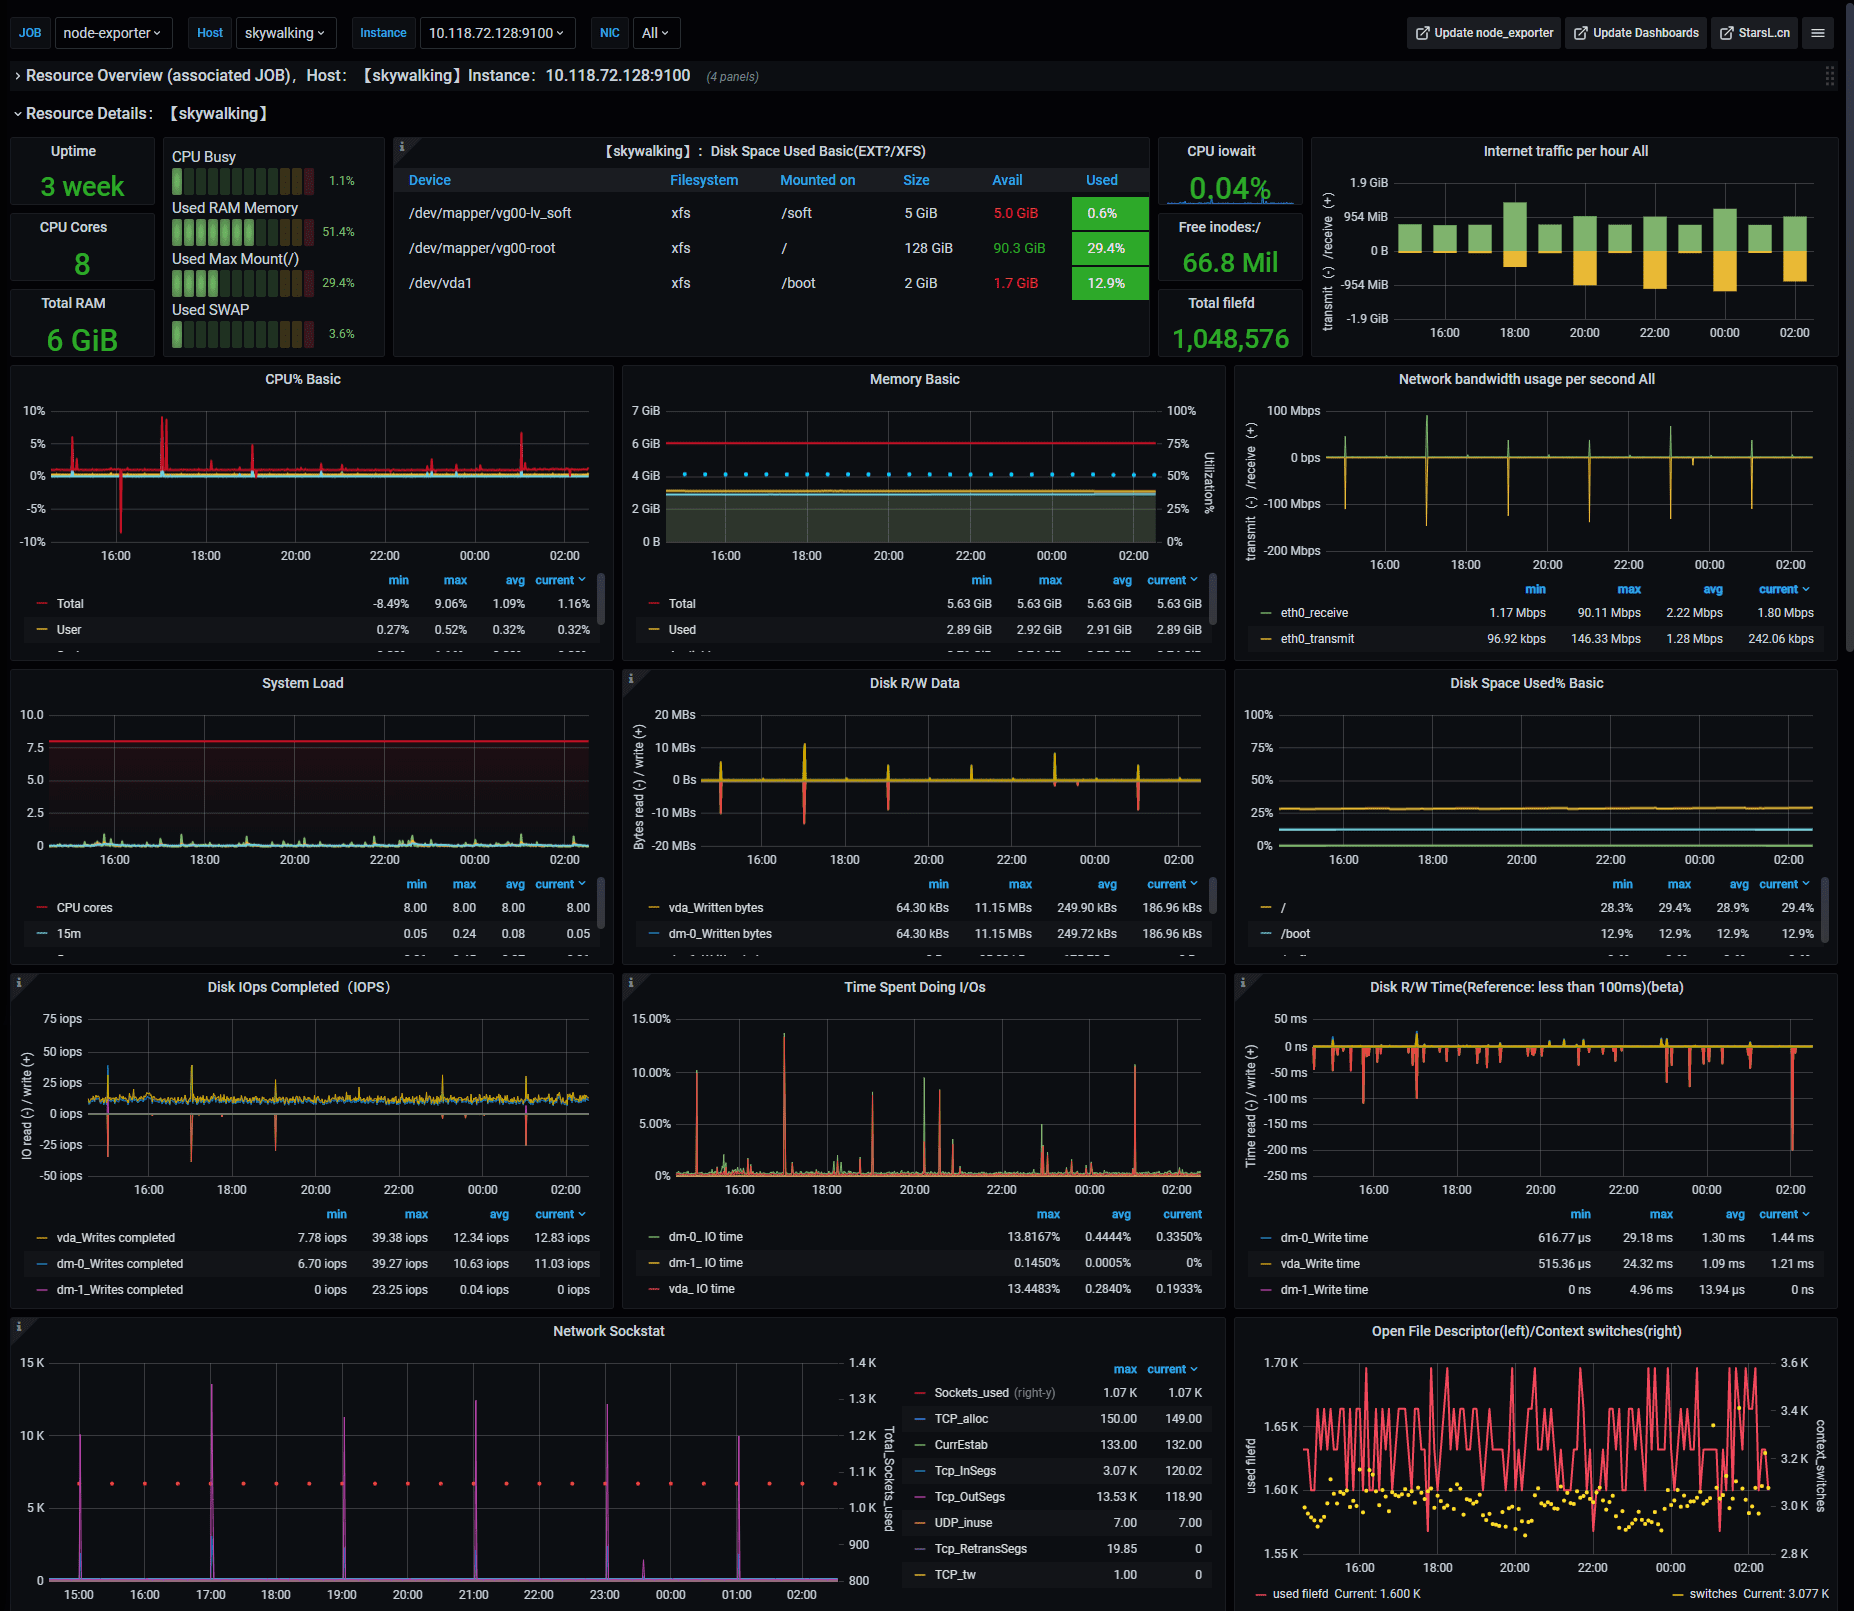 JOB node-exporter Host skywalking Instance 10.118.72.128:9100 NIC All Update node_exporter Update Dashboards StarsL.cn
Resource Overview (associated JOB)，Host：【skywalking】Instance：10.118.72.128:9100 (4 panels)
Resource Details：【skywalking】
Uptime
3 week
CPU Cores
8
Total RAM
6 GiB
CPU Busy
1.1%
Used RAM Memory
51.4%
Used Max Mount(/)
29.4%
Used SWAP
3.6%
【skywalking】：Disk Space Used Basic(EXT?/XFS)
Device Filesystem Mounted on Size Avail Used
/dev/mapper/vg00-lv_soft xfs /soft 5 GiB 5.0 GiB 0.6%
/dev/mapper/vg00-root xfs / 128 GiB 90.3 GiB 29.4%
/dev/vda1 xfs /boot 2 GiB 1.7 GiB 12.9%
CPU iowait
0.04%
Free inodes:/
66.8 Mil
Total filefd
1,048,576
Internet traffic per hour All
transmit (-) /receive (+)
1.9 GiB
954 MiB
0 B
-954 MiB
-1.9 GiB
16:00 18:00 20:00 22:00 00:00 02:00
CPU% Basic
10%
5%
0%
-5%
-10%
16:00 18:00 20:00 22:00 00:00 02:00
min max avg current
Total -8.49% 9.06% 1.09% 1.16%
User 0.27% 0.52% 0.32% 0.32%
Memory Basic
7 GiB 100%
6 GiB 75%
4 GiB 50%
2 GiB 25%
0 B 0%
Utilization%
16:00 18:00 20:00 22:00 00:00 02:00
min max avg current
Total 5.63 GiB 5.63 GiB 5.63 GiB 5.63 GiB
Used 2.89 GiB 2.92 GiB 2.91 GiB 2.89 GiB
Network bandwidth usage per second All
transmit (-) /receive (+)
100 Mbps
0 bps
-100 Mbps
-200 Mbps
16:00 18:00 20:00 22:00 00:00 02:00
min max avg current
eth0_receive 1.17 Mbps 90.11 Mbps 2.22 Mbps 1.80 Mbps
eth0_transmit 96.92 kbps 146.33 Mbps 1.28 Mbps 242.06 kbps
System Load
10.0
7.5
5.0
2.5
0
16:00 18:00 20:00 22:00 00:00 02:00
min max avg current
CPU cores 8.00 8.00 8.00 8.00
15m 0.05 0.24 0.08 0.05
Disk R/W Data
Bytes read (-) / write (+)
20 MBs
10 MBs
0 Bs
-10 MBs
-20 MBs
16:00 18:00 20:00 22:00 00:00 02:00
min max avg current
vda_Written bytes 64.30 kBs 11.15 MBs 249.90 kBs 186.96 kBs
dm-0_Written bytes 64.30 kBs 11.15 MBs 249.72 kBs 186.96 kBs
Disk Space Used% Basic
100%
75%
50%
25%
0%
16:00 18:00 20:00 22:00 00:00 02:00
min max avg current
/ 28.3% 29.4% 28.9% 29.4%
/boot 12.9% 12.9% 12.9% 12.9%
Disk IOps Completed（IOPS）
IO read (-) / write (+)
75 iops
50 iops
25 iops
0 iops
-25 iops
-50 iops
16:00 18:00 20:00 22:00 00:00 02:00
min max avg current
vda_Writes completed 7.78 iops 39.38 iops 12.34 iops 12.83 iops
dm-0_Writes completed 6.70 iops 39.27 iops 10.63 iops 11.03 iops
dm-1_Writes completed 0 iops 23.25 iops 0.04 iops 0 iops
Time Spent Doing I/Os
15.00%
10.00%
5.00%
0%
16:00 18:00 20:00 22:00 00:00 02:00
max avg current
dm-0_ IO time 13.8167% 0.4444% 0.3350%
dm-1_ IO time 0.1450% 0.0005% 0%
vda_ IO time 13.4483% 0.2840% 0.1933%
Disk R/W Time(Reference: less than 100ms)(beta)
Time read (-) / write (+)
50 ms
0 ns
-50 ms
-100 ms
-150 ms
-200 ms
-250 ms
16:00 18:00 20:00 22:00 00:00 02:00
min max avg current
dm-0_Write time 616.77 µs 29.18 ms 1.30 ms 1.44 ms
vda_Write time 515.36 µs 24.32 ms 1.09 ms 1.21 ms
dm-1_Write time 0 ns 4.96 ms 13.94 µs 0 ns
Network Sockstat
15 K
10 K
5 K
0
1.4 K
1.3 K
1.2 K
1.1 K
1.0 K
900
800
Total_Sockets_used
15:00 16:00 17:00 18:00 19:00 20:00 21:00 22:00 23:00 00:00 01:00 02:00
max current
Sockets_used (right-y) 1.07 K 1.07 K
TCP_alloc 150.00 149.00
CurrEstab 133.00 132.00
Tcp_InSegs 3.07 K 120.02
Tcp_OutSegs 13.53 K 118.90
UDP_inuse 7.00 7.00
Tcp_RetransSegs 19.85 0
TCP_tw 1.00 0
Open File Descriptor(left)/Context switches(right)
used filefd
1.70 K
1.65 K
1.60 K
1.55 K
3.6 K
3.4 K
3.2 K
3.0 K
2.8 K
context_switches
16:00 18:00 20:00 22:00 00:00 02:00
used filefd Current: 1.600 K switches Current: 3.077 K